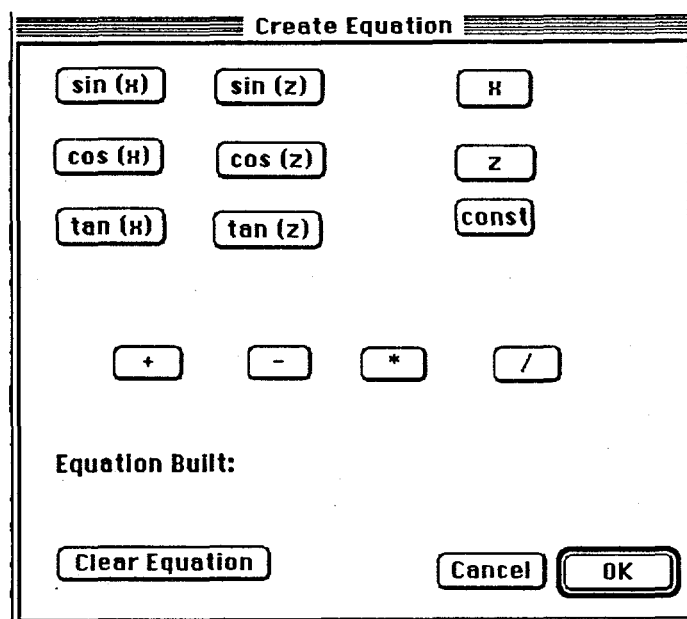 Create Equation
sin (x) sin (z) x
cos (x) cos (z) z
tan (x) tan (z) const
+ - * /
Equation Built:
Clear Equation Cancel OK